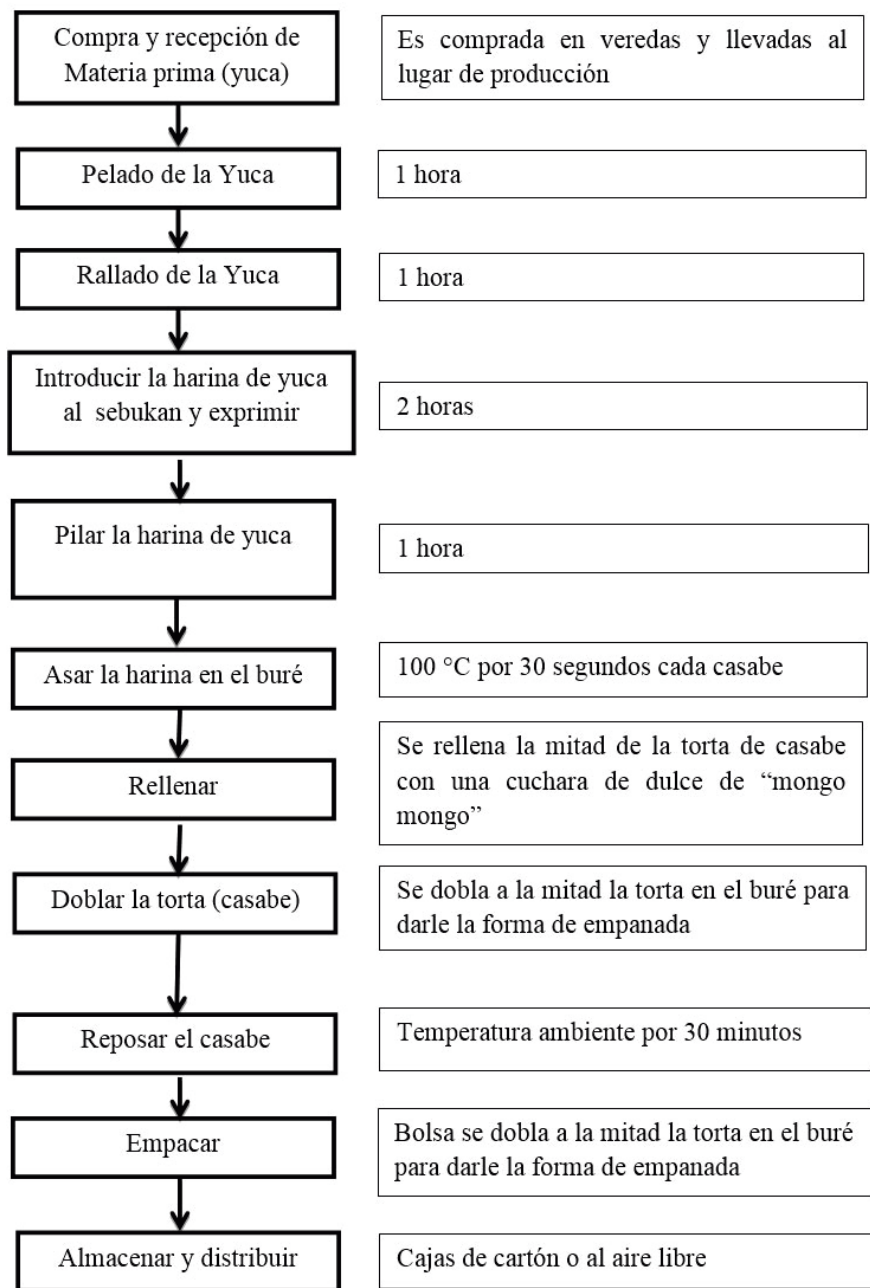 Compra y recepción de
Materia prima (yuca)
Es comprada en veredas y llevadas al
lugar de producción
Pelado de la Yuca
1 hora
Rallado de la Yuca
1 hora
Introducir la harina de yuca
al sebukan y exprimir
2 horas
Pilar la harina de yuca
1 hora
Asar la harina en el buré
100 °C por 30 segundos cada casabe
Rellenar
Se rellena la mitad de la torta de casabe
con una cuchara de dulce de “mongo
mongo”
Doblar la torta (casabe)
Se dobla a la mitad la torta en el buré para
darle la forma de empanada
Reposar el casabe
Temperatura ambiente por 30 minutos
Empacar
Bolsa se dobla a la mitad la torta en el buré
para darle la forma de empanada
Almacenar y distribuir
Cajas de cartón o al aire libre